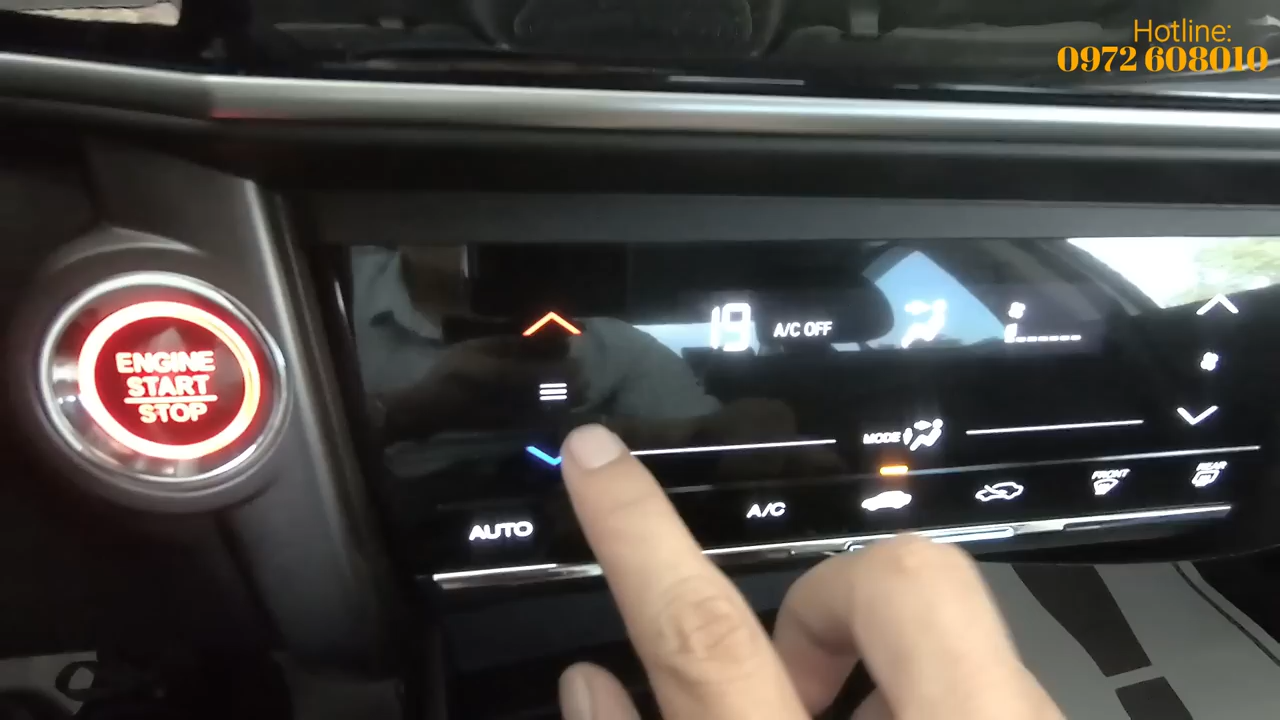 Hotline:
0972 608010
19 A/C OFF
ENGINE
START
STOP
MODE
AUTO
A/C
FRONT
REAR